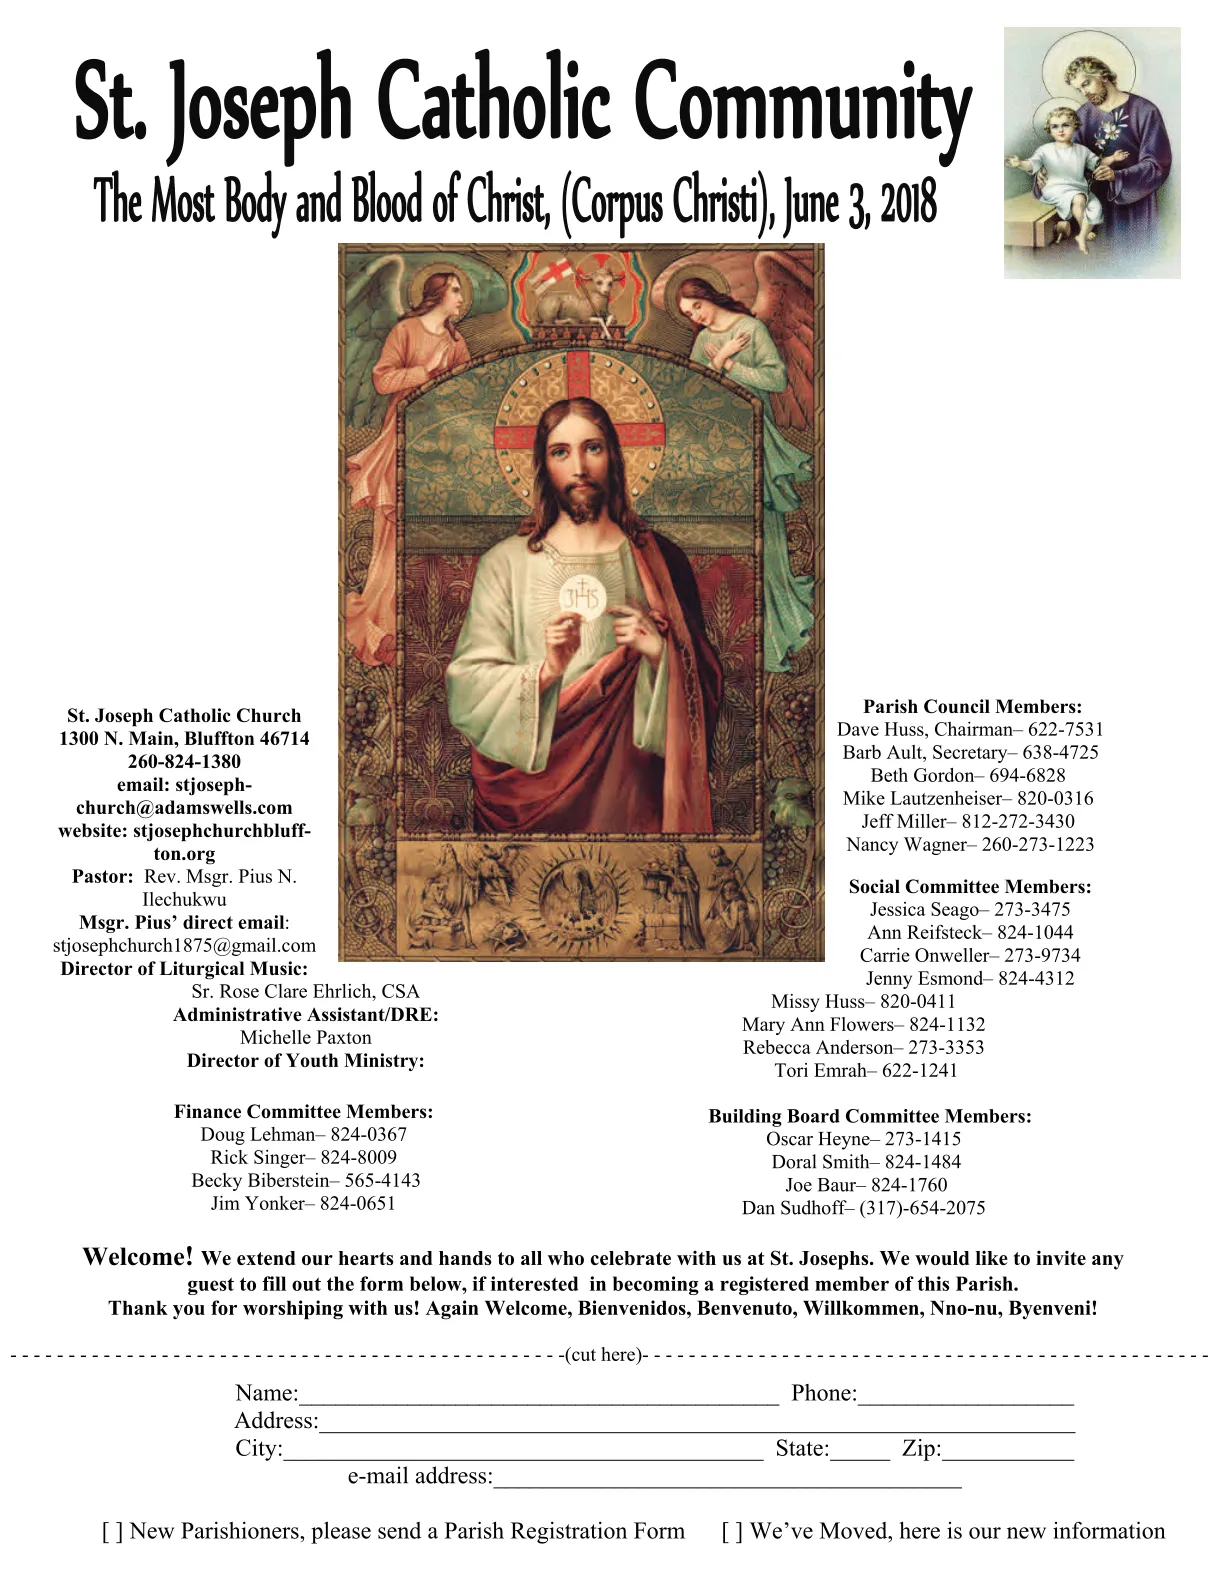 St. Joseph Catholic Community
The Most Body and Blood of Christ, (Corpus Christi), June 3, 2018
JHS
St. Joseph Catholic Church
1300 N. Main, Bluffton 46714
260-824-1380
email: stjoseph-
church@adamswells.com
website: stjosephchurchbluff-
ton.org
Pastor:  Rev. Msgr. Pius N.
Ilechukwu
Msgr. Pius’ direct email:
stjosephchurch1875@gmail.com
Director of Liturgical Music:
Sr. Rose Clare Ehrlich, CSA
Administrative Assistant/DRE:
Michelle Paxton
Director of Youth Ministry:
Finance Committee Members:
Doug Lehman– 824-0367
Rick Singer– 824-8009
Becky Biberstein– 565-4143
Jim Yonker– 824-0651
Parish Council Members:
Dave Huss, Chairman– 622-7531
Barb Ault, Secretary– 638-4725
Beth Gordon– 694-6828
Mike Lautzenheiser– 820-0316
Jeff Miller– 812-272-3430
Nancy Wagner– 260-273-1223
Social Committee Members:
Jessica Seago– 273-3475
Ann Reifsteck– 824-1044
Carrie Onweller– 273-9734
Jenny Esmond– 824-4312
Missy Huss– 820-0411
Mary Ann Flowers– 824-1132
Rebecca Anderson– 273-3353
Tori Emrah– 622-1241
Building Board Committee Members:
Oscar Heyne– 273-1415
Doral Smith– 824-1484
Joe Baur– 824-1760
Dan Sudhoff– (317)-654-2075
Welcome! We extend our hearts and hands to all who celebrate with us at St. Josephs. We would like to invite any
guest to fill out the form below, if interested  in becoming a registered member of this Parish.
Thank you for worshiping with us! Again Welcome, Bienvenidos, Benvenuto, Willkommen, Nno-nu, Byenveni!
- - - - - - - - - - - - - - - - - - - - - - - - - - - - - - - - - - - - - - - - - - - - - - - -(cut here)- - - - - - - - - - - - - - - - - - - - - - - - - - - - - - - - - - - - - - - - - - - - - - - - -
Name:________________________________________ Phone:__________________
Address:_______________________________________________________________
City:________________________________________ State:_____ Zip:___________
e-mail address:_______________________________________
[ ] New Parishioners, please send a Parish Registration Form [ ] We’ve Moved, here is our new information